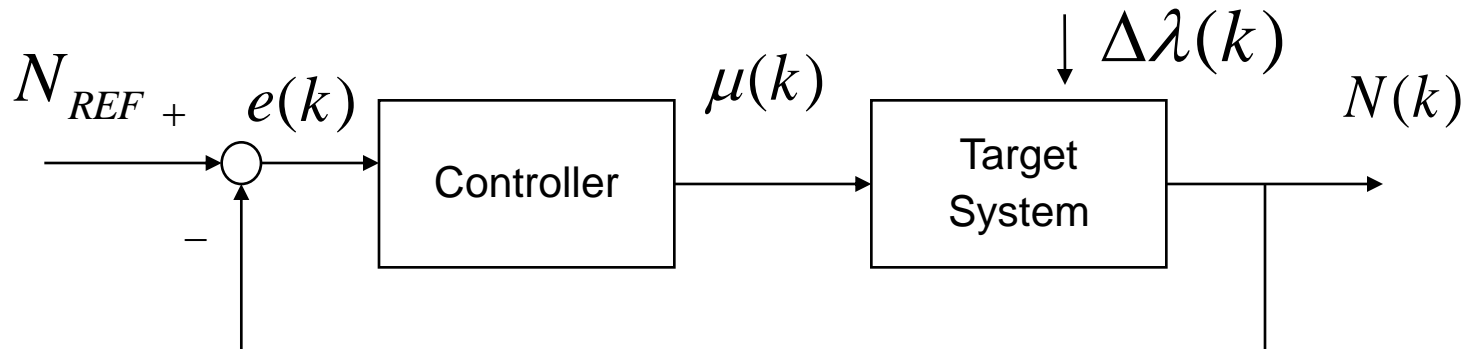 Δλ(k)
N_REF + e(k) μ(k) N(k)
Controller
Target
System
−